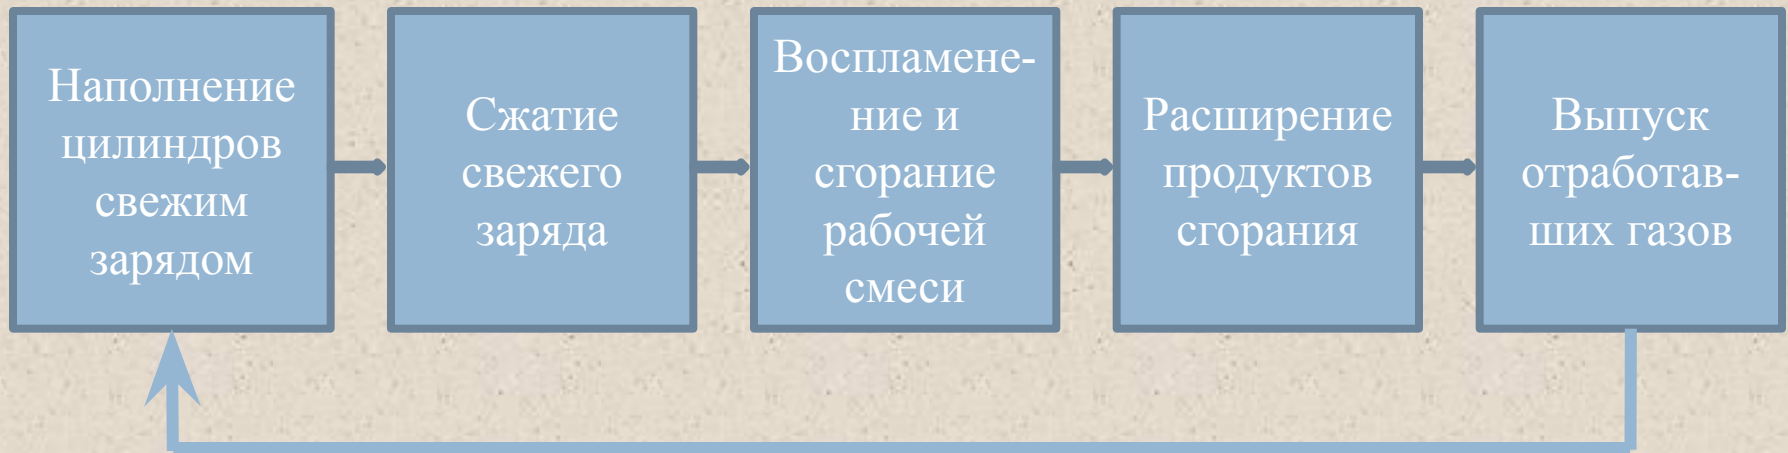 Наполнение
цилиндров
свежим
зарядом
Сжатие
свежего
заряда
Воспламене-
ние и
сгорание
рабочей
смеси
Расширение
продуктов
сгорания
Выпуск
отработав-
ших газов